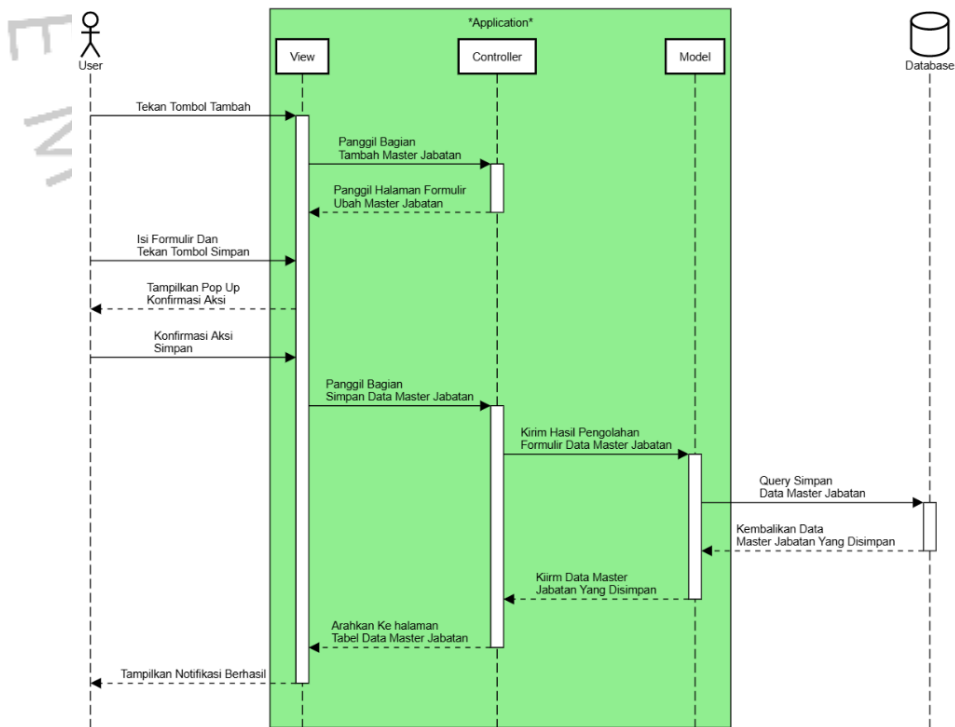 *Application*
User
View
Controller
Model
Database
Tekan Tombol Tambah
Panggil Bagian
Tambah Master Jabatan
Panggil Halaman Formulir
Ubah Master Jabatan
Isi Formulir Dan
Tekan Tombol Simpan
Tampilkan Pop Up
Konfirmasi Aksi
Konfirmasi Aksi
Simpan
Panggil Bagian
Simpan Data Master Jabatan
Kirim Hasil Pengolahan
Formulir Data Master Jabatan
Query Simpan
Data Master Jabatan
Kembalikan Data
Master Jabatan Yang Disimpan
Kiirm Data Master
Jabatan Yang Disimpan
Arahkan Ke halaman
Tabel Data Master Jabatan
Tampilkan Notifikasi Berhasil